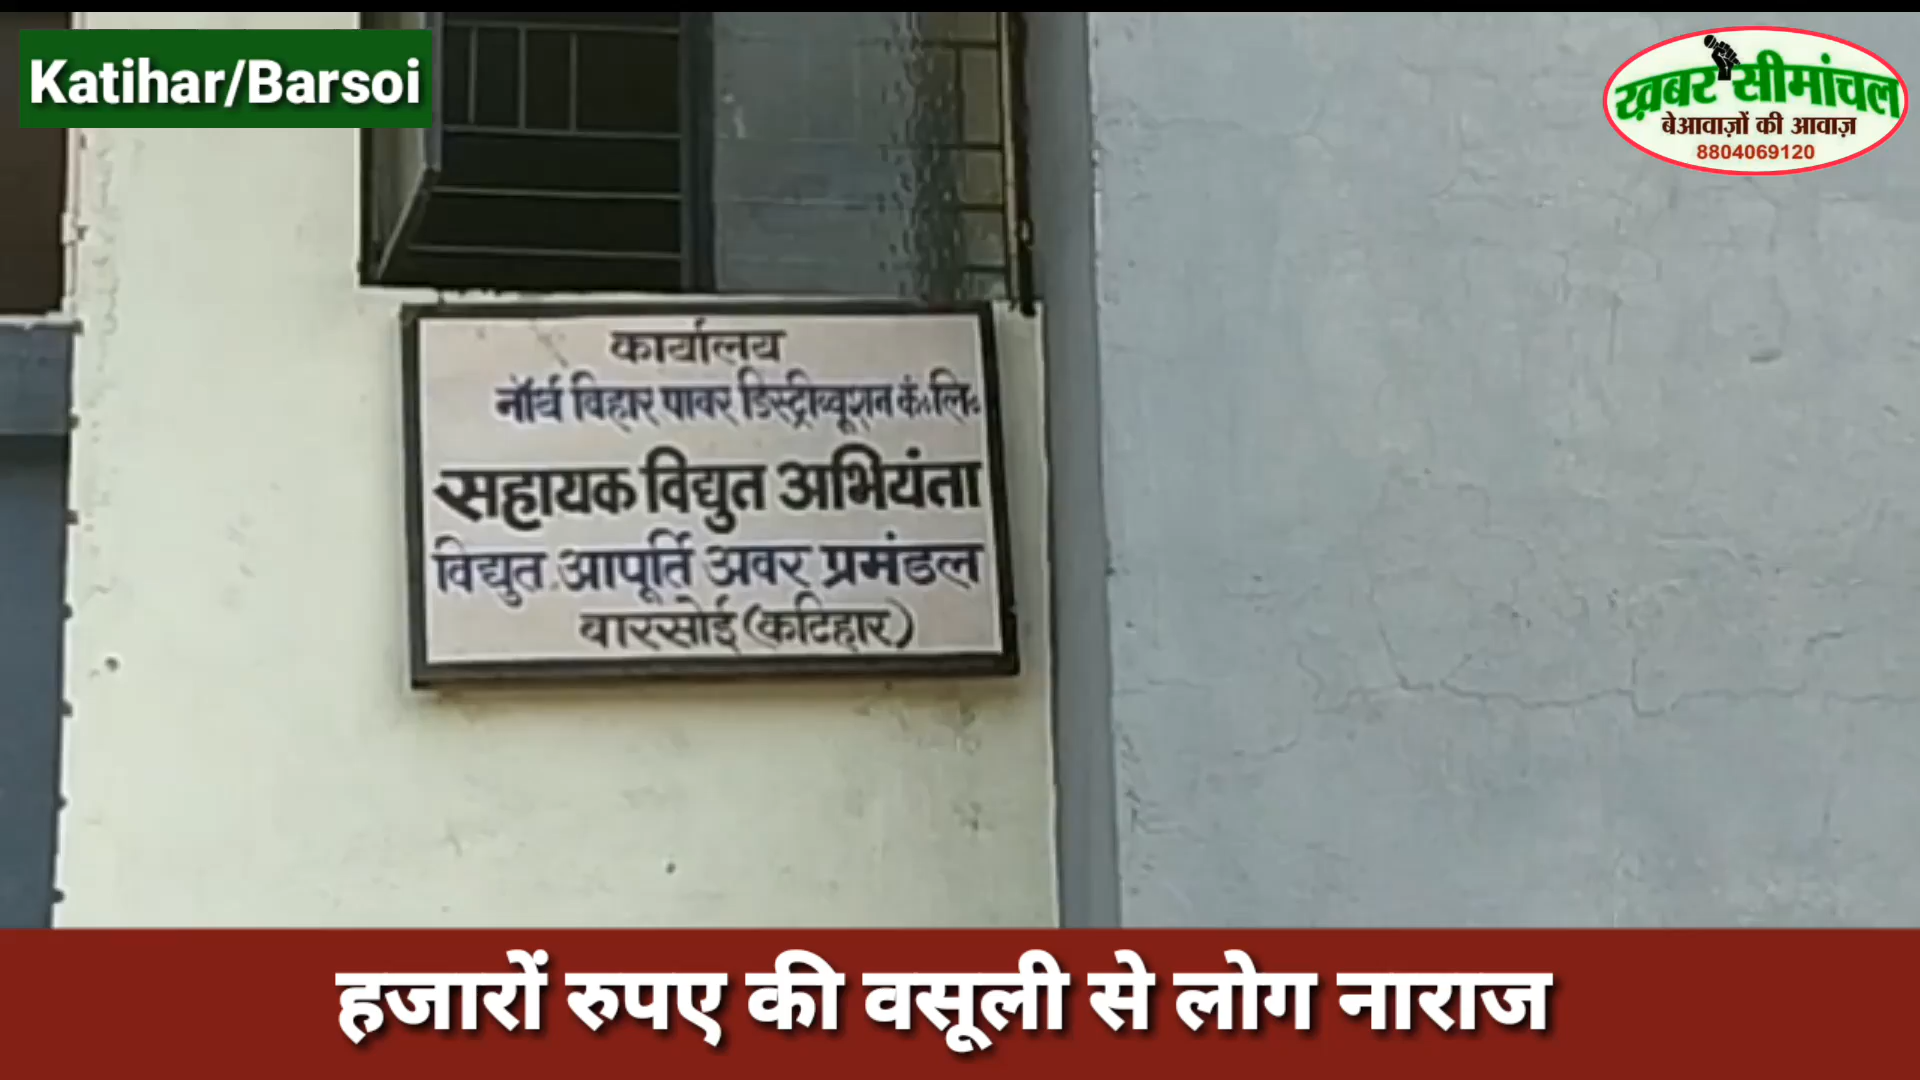 Katihar/Barsoi
ख़बर सीमांचल
बेआवाज़ों की आवाज़
8804069120
कार्यालय
नॉर्थ बिहार पावर डिस्ट्रीब्यूशन कं॰लि॰
सहायक विद्युत अभियंता
विद्युत आपूर्ति अवर प्रमंडल
बारसोई (कटिहार)
हजारों रुपए की वसूली से लोग नाराज